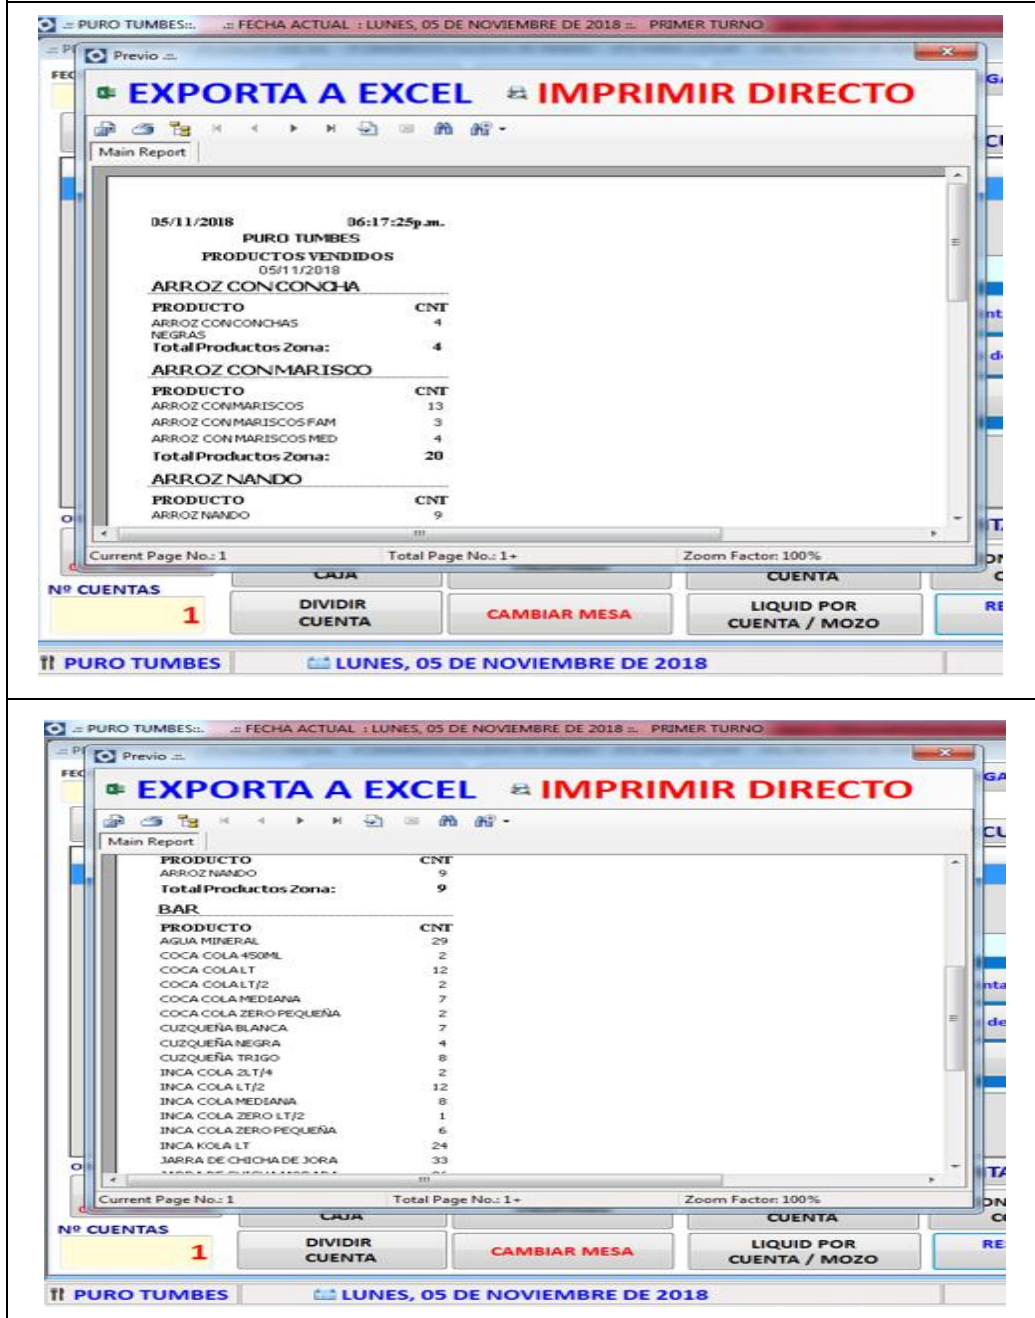 .:: PURO TUMBES::. .:: FECHA ACTUAL : LUNES, 05 DE NOVIEMBRE DE 2018 ::. PRIMER TURNO
Previo .::.
EXPORTA A EXCEL IMPRIMIR DIRECTO
Main Report
05/11/2018 06:17:25p.m.
PURO TUMBES
PRODUCTOS VENDIDOS
05/11/2018
ARROZ CON CONCHA
PRODUCTO CNT
ARROZ CON CONCHAS 4
NEGRAS
Total Productos Zona: 4
ARROZ CON MARISCO
PRODUCTO CNT
ARROZ CON MARISCOS 13
ARROZ CON MARISCOS FAM 3
ARROZ CON MARISCOS MED 4
Total Productos Zona: 20
ARROZ NANDO
PRODUCTO CNT
ARROZ NANDO 9
Current Page No.: 1 Total Page No.: 1+ Zoom Factor: 100%
CAJA CUENTA
Nº CUENTAS
1 DIVIDIR CUENTA CAMBIAR MESA LIQUID POR CUENTA / MOZO
PURO TUMBES LUNES, 05 DE NOVIEMBRE DE 2018
.:: PURO TUMBES::. .:: FECHA ACTUAL : LUNES, 05 DE NOVIEMBRE DE 2018 ::. PRIMER TURNO
Previo .::.
EXPORTA A EXCEL IMPRIMIR DIRECTO
Main Report
PRODUCTO CNT
ARROZ NANDO 9
Total Productos Zona: 9
BAR
PRODUCTO CNT
AGUA MINERAL 29
COCA COLA 450ML 2
COCA COLA LT 12
COCA COLA LT/2 2
COCA COLA MEDIANA 7
COCA COLA ZERO PEQUEÑA 2
CUZQUEÑA BLANCA 7
CUZQUEÑA NEGRA 4
CUZQUEÑA TRIGO 8
INCA COLA 2LT/4 2
INCA COLA LT/2 12
INCA COLA MEDIANA 8
INCA COLA ZERO LT/2 1
INCA COLA ZERO PEQUEÑA 6
INCA KOLA LT 24
JARRA DE CHICHA DE JORA 33
Current Page No.: 1 Total Page No.: 1+ Zoom Factor: 100%
CAJA CUENTA
Nº CUENTAS
1 DIVIDIR CUENTA CAMBIAR MESA LIQUID POR CUENTA / MOZO
PURO TUMBES LUNES, 05 DE NOVIEMBRE DE 2018